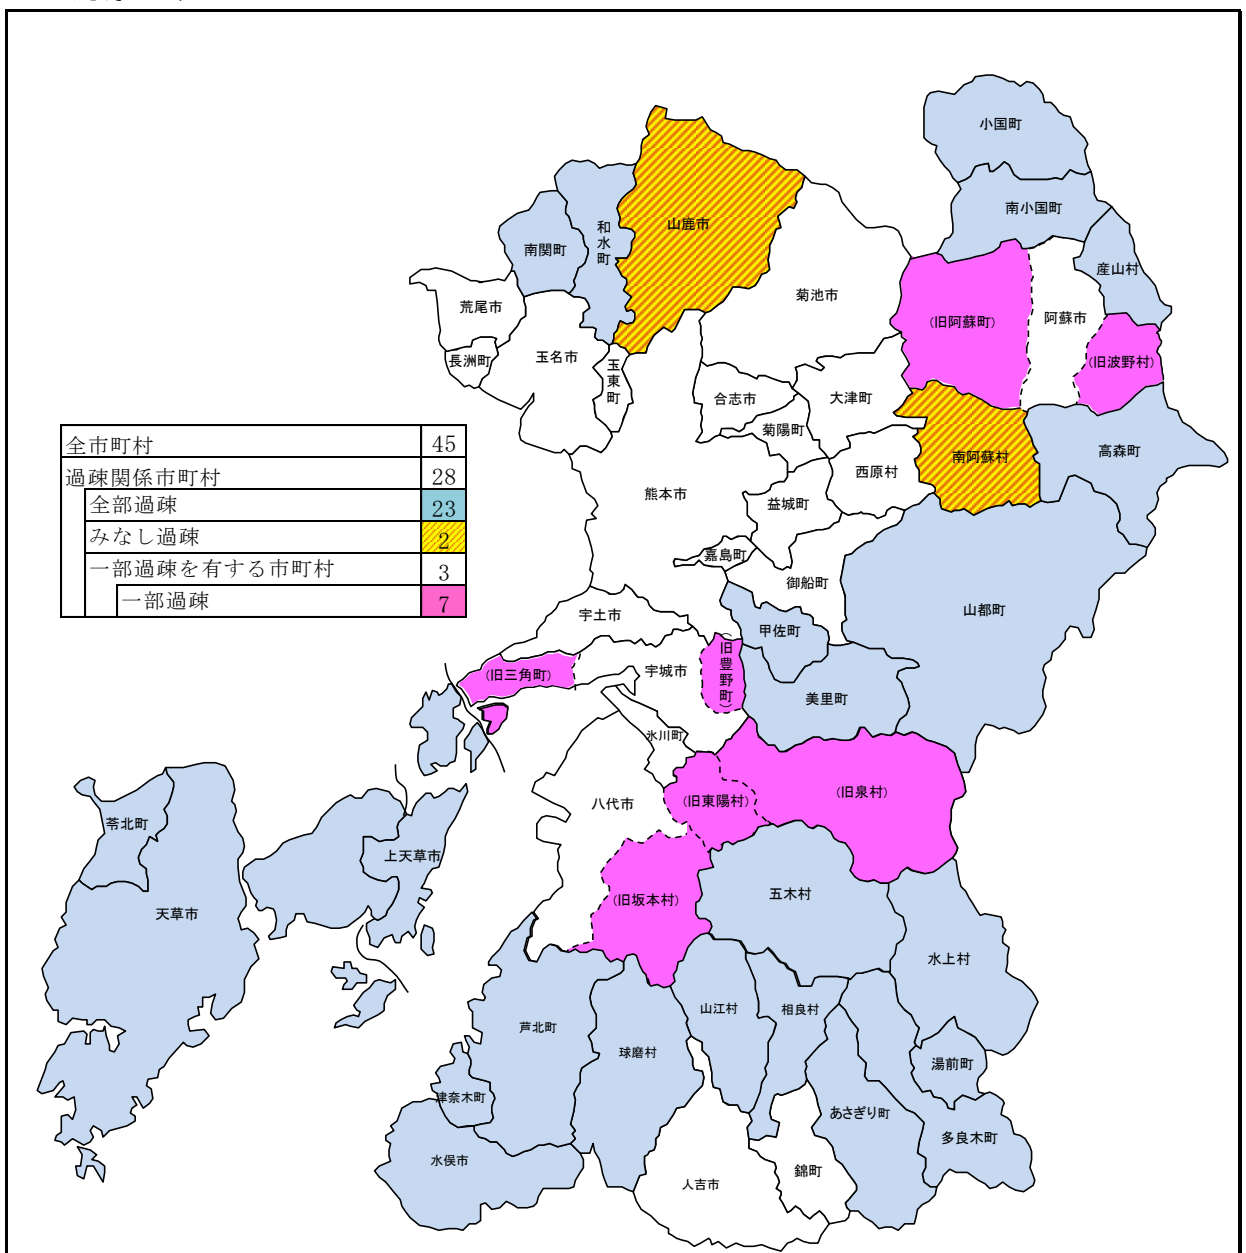 小国町
南小国町
産山村
山鹿市
和水町
南関町
菊池市
(旧阿蘇町)
阿蘇市
(旧波野村)
荒尾市
長洲町
玉名市
玉東町
合志市
大津町
菊陽町
西原村
南阿蘇村
高森町
熊本市
益城町
嘉島町
御船町
山都町
全市町村 45
過疎関係市町村 28
全部過疎 23
みなし過疎 2
一部過疎を有する市町村 3
一部過疎 7
宇土市
甲佐町
(旧三角町)
宇城市
(旧豊野町)
美里町
氷川町
八代市
(旧東陽村)
(旧泉村)
苓北町
上天草市
天草市
(旧坂本村)
五木村
水上村
芦北町
球磨村
山江村
相良村
湯前町
津奈木町
あさぎり町
多良木町
水俣市
人吉市
錦町